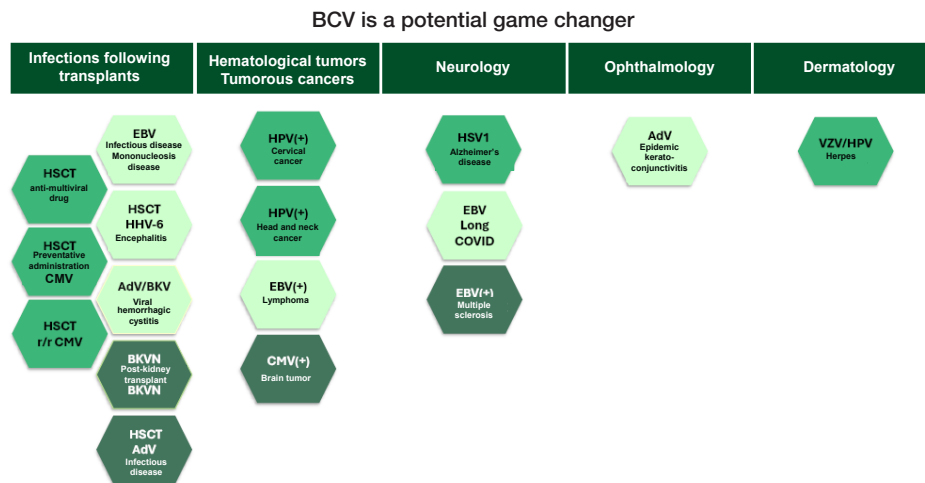 BCV is a potential game changer
Infections following
transplants
Hematological tumors
Tumorous cancers
Neurology
Ophthalmology
Dermatology
HSCT
anti-multiviral
drug
HSCT
Preventative
administration
CMV
HSCT
r/r CMV
EBV
Infectious disease
Mononucleosis
disease
HSCT
HHV-6
Encephalitis
AdV/BKV
Viral
hemorrhagic
cystitis
BKVN
Post-kidney
transplant
BKVN
HSCT
AdV
Infectious
disease
HPV(+)
Cervical
cancer
HPV(+)
Head and neck
cancer
EBV(+)
Lymphoma
CMV(+)
Brain tumor
HSV1
Alzheimer's
disease
EBV
Long
COVID
EBV(+)
Multiple
sclerosis
AdV
Epidemic
kerato-
conjunctivitis
VZV/HPV
Herpes